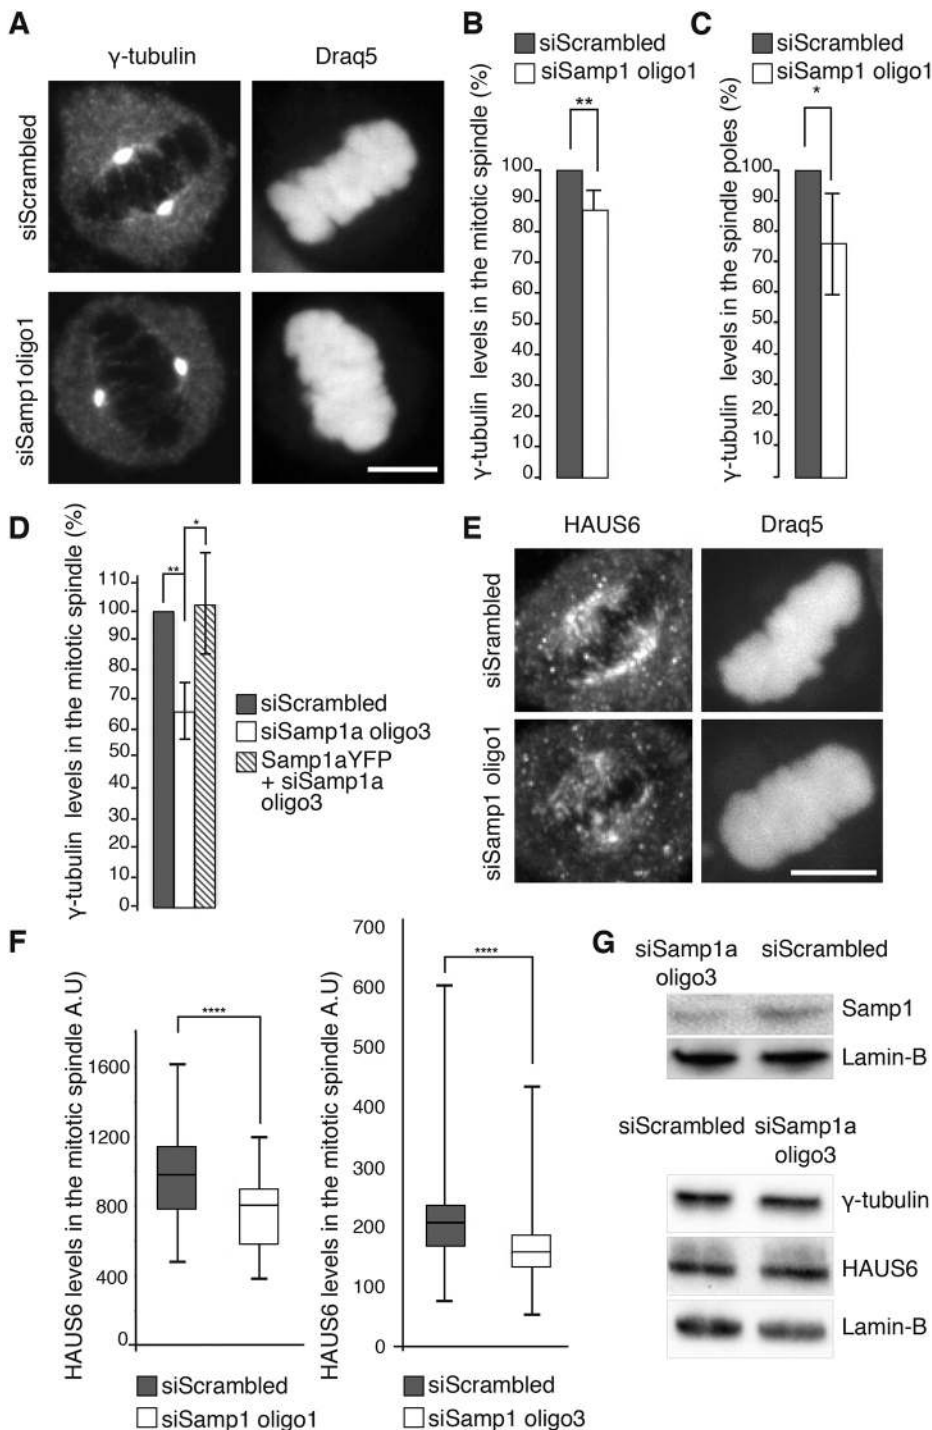 A
γ-tubulin
Draq5
siScrambled
siSamp1oligo1
B
siScrambled
siSamp1 oligo1
γ-tubulin levels in the mitotic spindle (%)
**
100
90
80
70
60
50
40
30
20
10
0
C
siScrambled
siSamp1 oligo1
γ-tubulin levels in the spindle poles (%)
*
100
90
80
70
60
50
40
30
20
10
D
γ-tubulin levels in the mitotic spindle (%)
**
*
110
100
90
80
70
60
50
40
30
20
10
0
siScrambled
siSamp1a oligo3
Samp1aYFP
+ siSamp1a
oligo3
E
HAUS6
Draq5
siSrambled
siSamp1 oligo1
F
HAUS6 levels in the mitotic spindle A.U)
****
1600
1200
800
400
0
siScrambled
siSamp1 oligo1
HAUS6 levels in the mitotic spindle A.U)
****
700
600
500
400
300
200
100
0
siScrambled
siSamp1 oligo3
G
siSamp1a
oligo3
siScrambled
Samp1
Lamin-B
siScrambled
siSamp1a
oligo3
γ-tubulin
HAUS6
Lamin-B